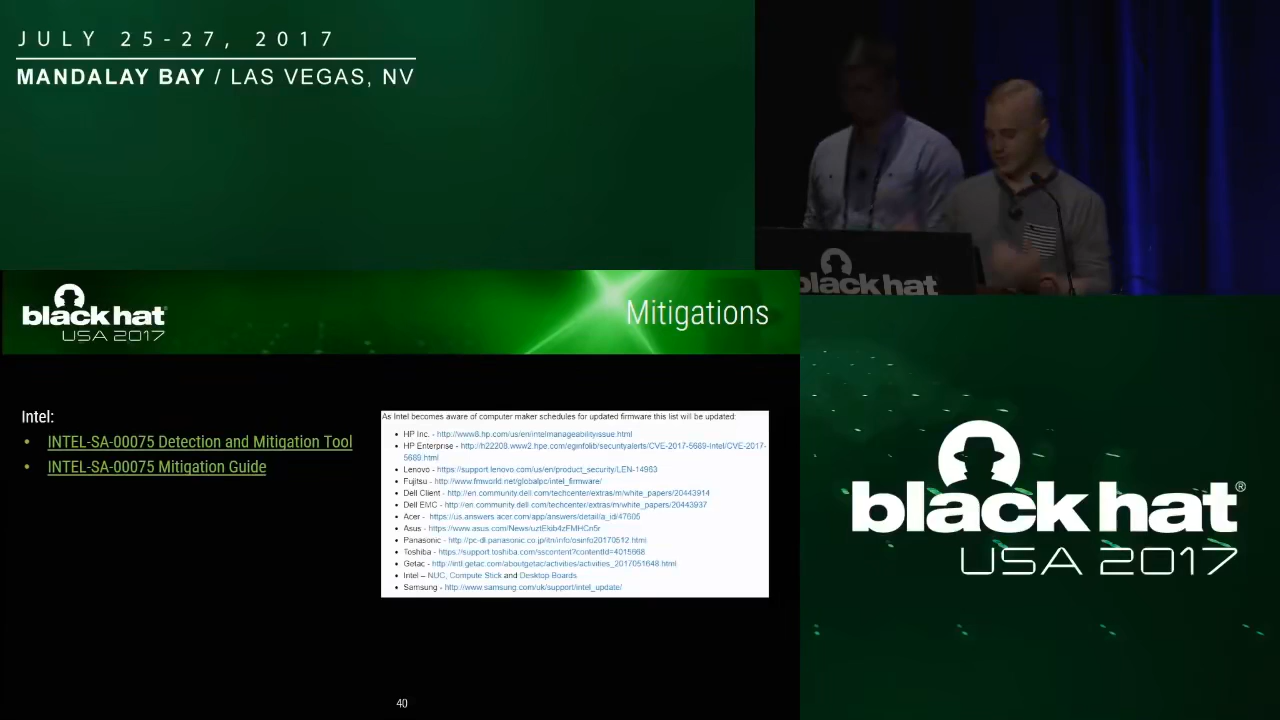 JULY 25-27, 2017
MANDALAY BAY / LAS VEGAS, NV
black hat
black hat®
USA 2017
Mitigations
Intel:
• INTEL-SA-00075 Detection and Mitigation Tool
• INTEL-SA-00075 Mitigation Guide
As Intel becomes aware of computer maker schedules for updated firmware this list will be updated:
• HP Inc. - http://www8.hp.com/us/en/intelmanageabilityissue.html
• HP Enterprise - http://h22208.www2.hpe.com/eginfolib/securityalerts/CVE-2017-5689-Intel/CVE-2017-
5689.html
• Lenovo - https://support.lenovo.com/us/en/product_security/LEN-14963
• Fujitsu - http://www.fmworld.net/globalpc/intel_firmware/
• Dell Client - http://en.community.dell.com/techcenter/extras/m/white_papers/20443914
• Dell EMC - http://en.community.dell.com/techcenter/extras/m/white_papers/20443937
• Acer - https://us.answers.acer.com/app/answers/detail/a_id/47605
• Asus - https://www.asus.com/News/uztEkib4zFMHCn5r
• Panasonic - http://pc-dl.panasonic.co.jp/itn/info/osinfo20170512.html
• Toshiba - https://support.toshiba.com/sscontent?contentId=4015668
• Getac - http://intl.getac.com/aboutgetac/activities/activities_2017051648.html
• Intel – NUC, Compute Stick and Desktop Boards
• Samsung - http://www.samsung.com/uk/support/intel_update/
40
black hat®
USA 2017